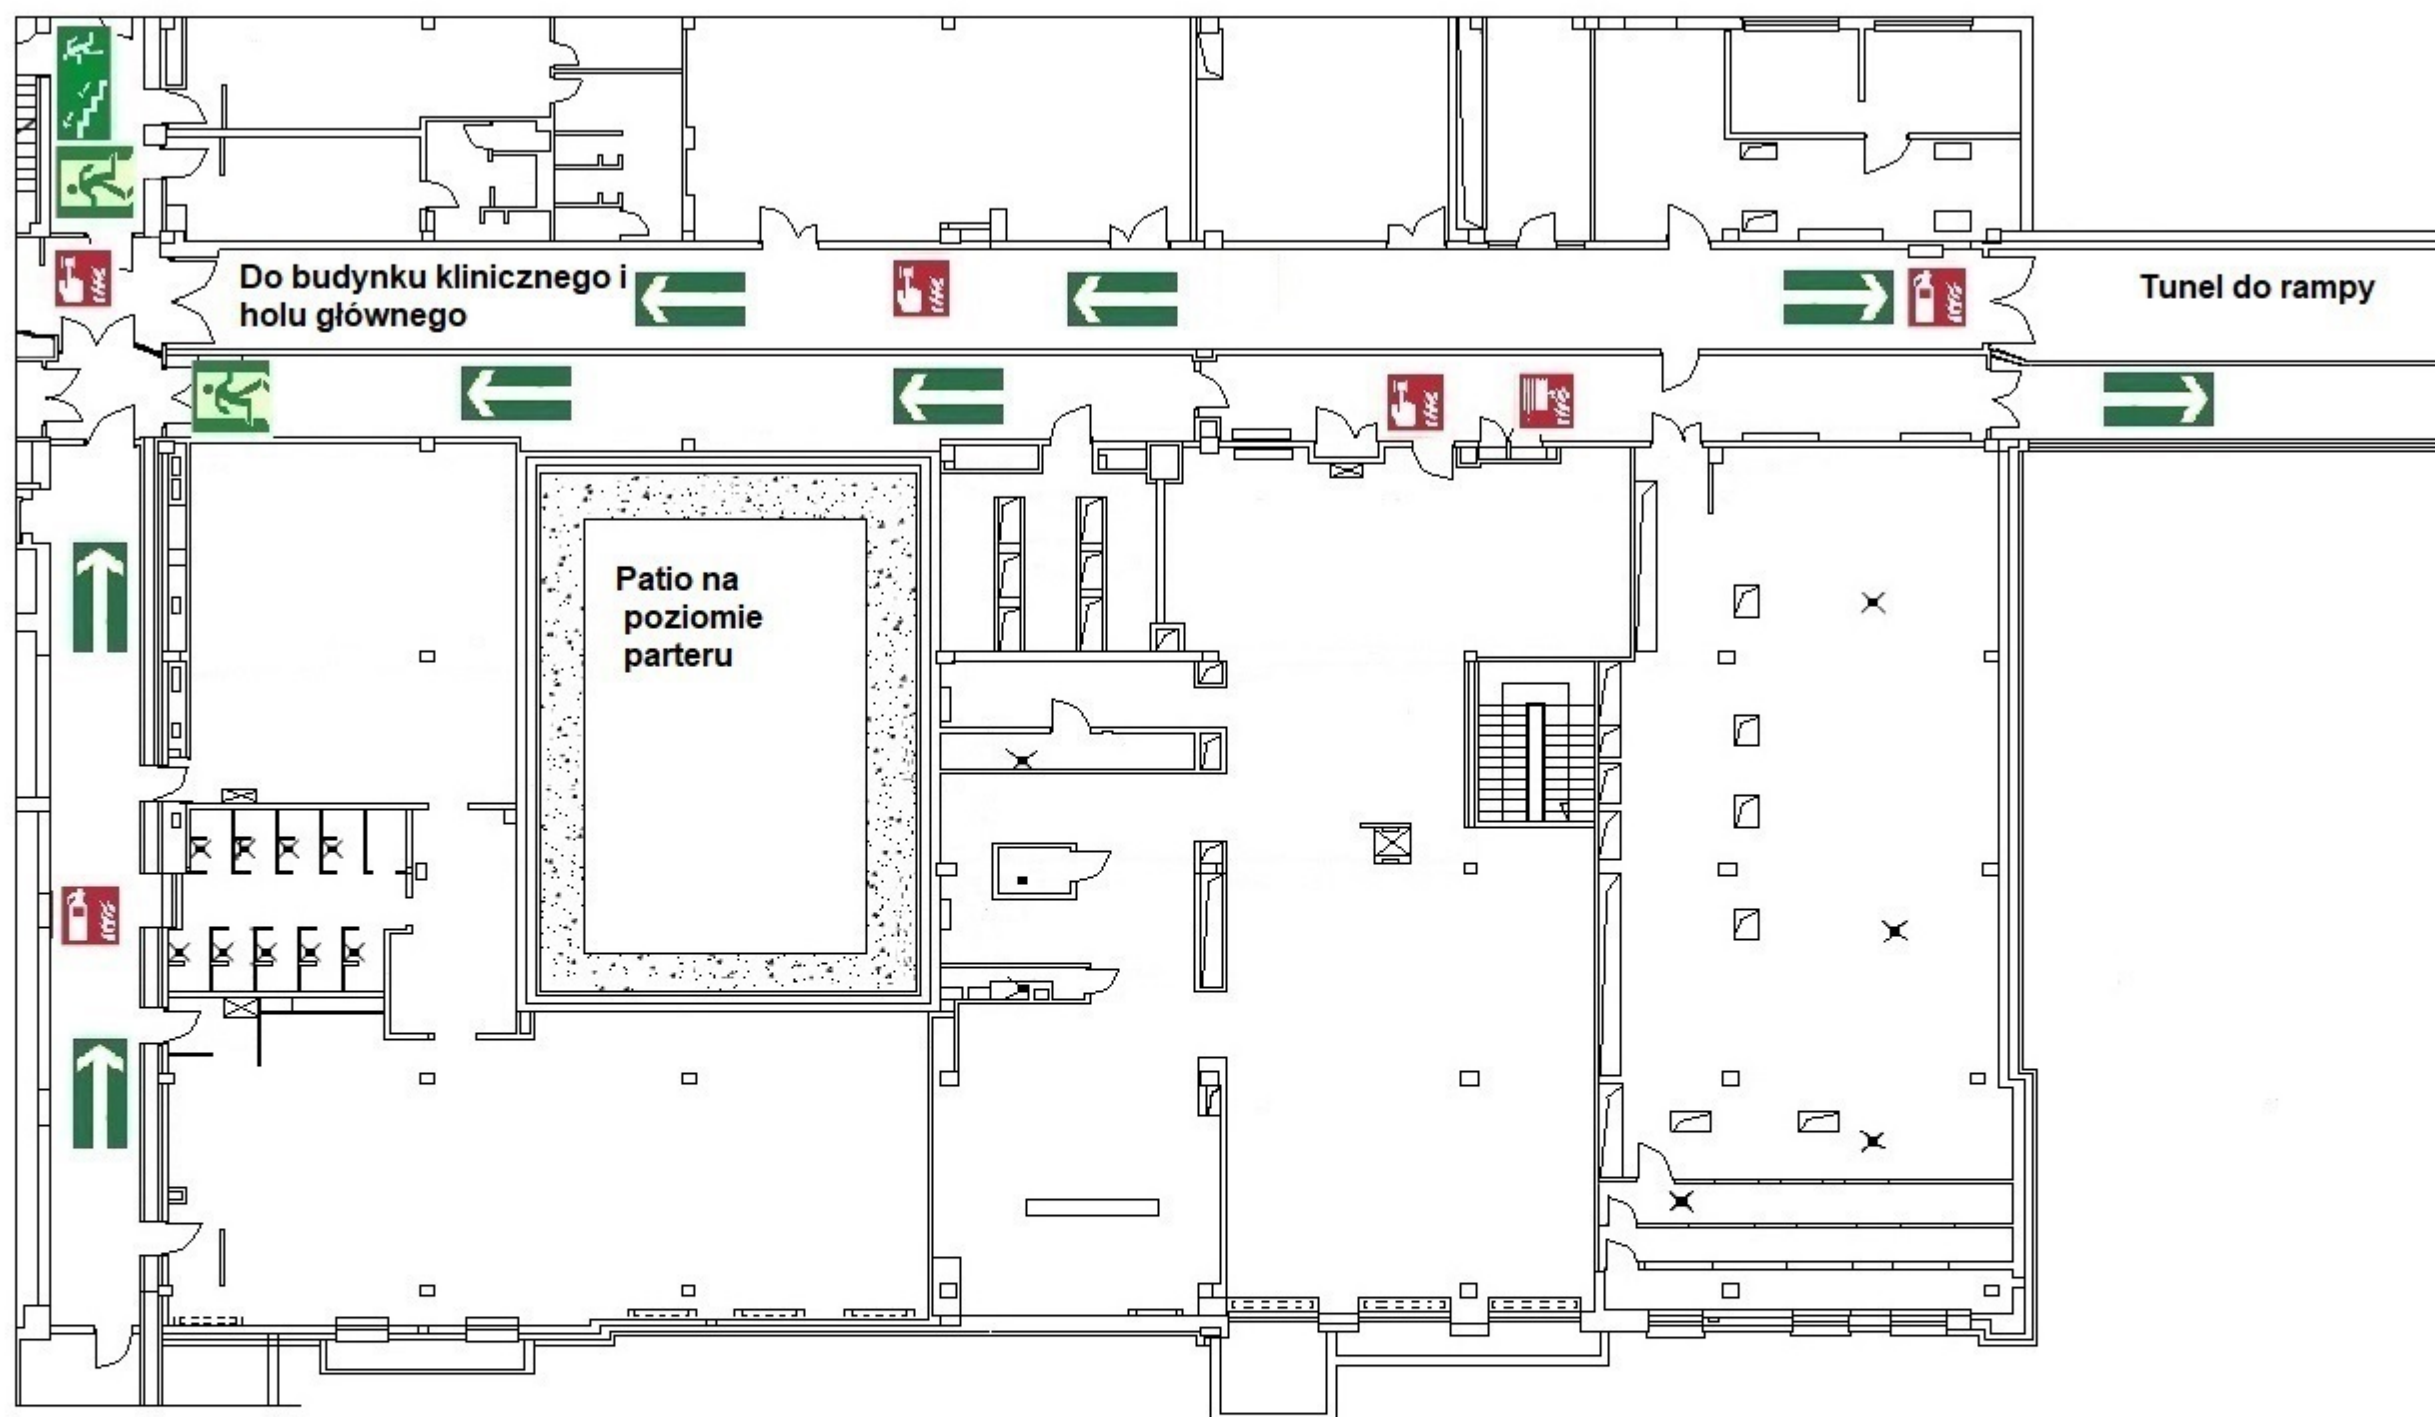 Do budynku klinicznego i
holu głównego
Tunel do rampy
Patio na
poziomie
parteru